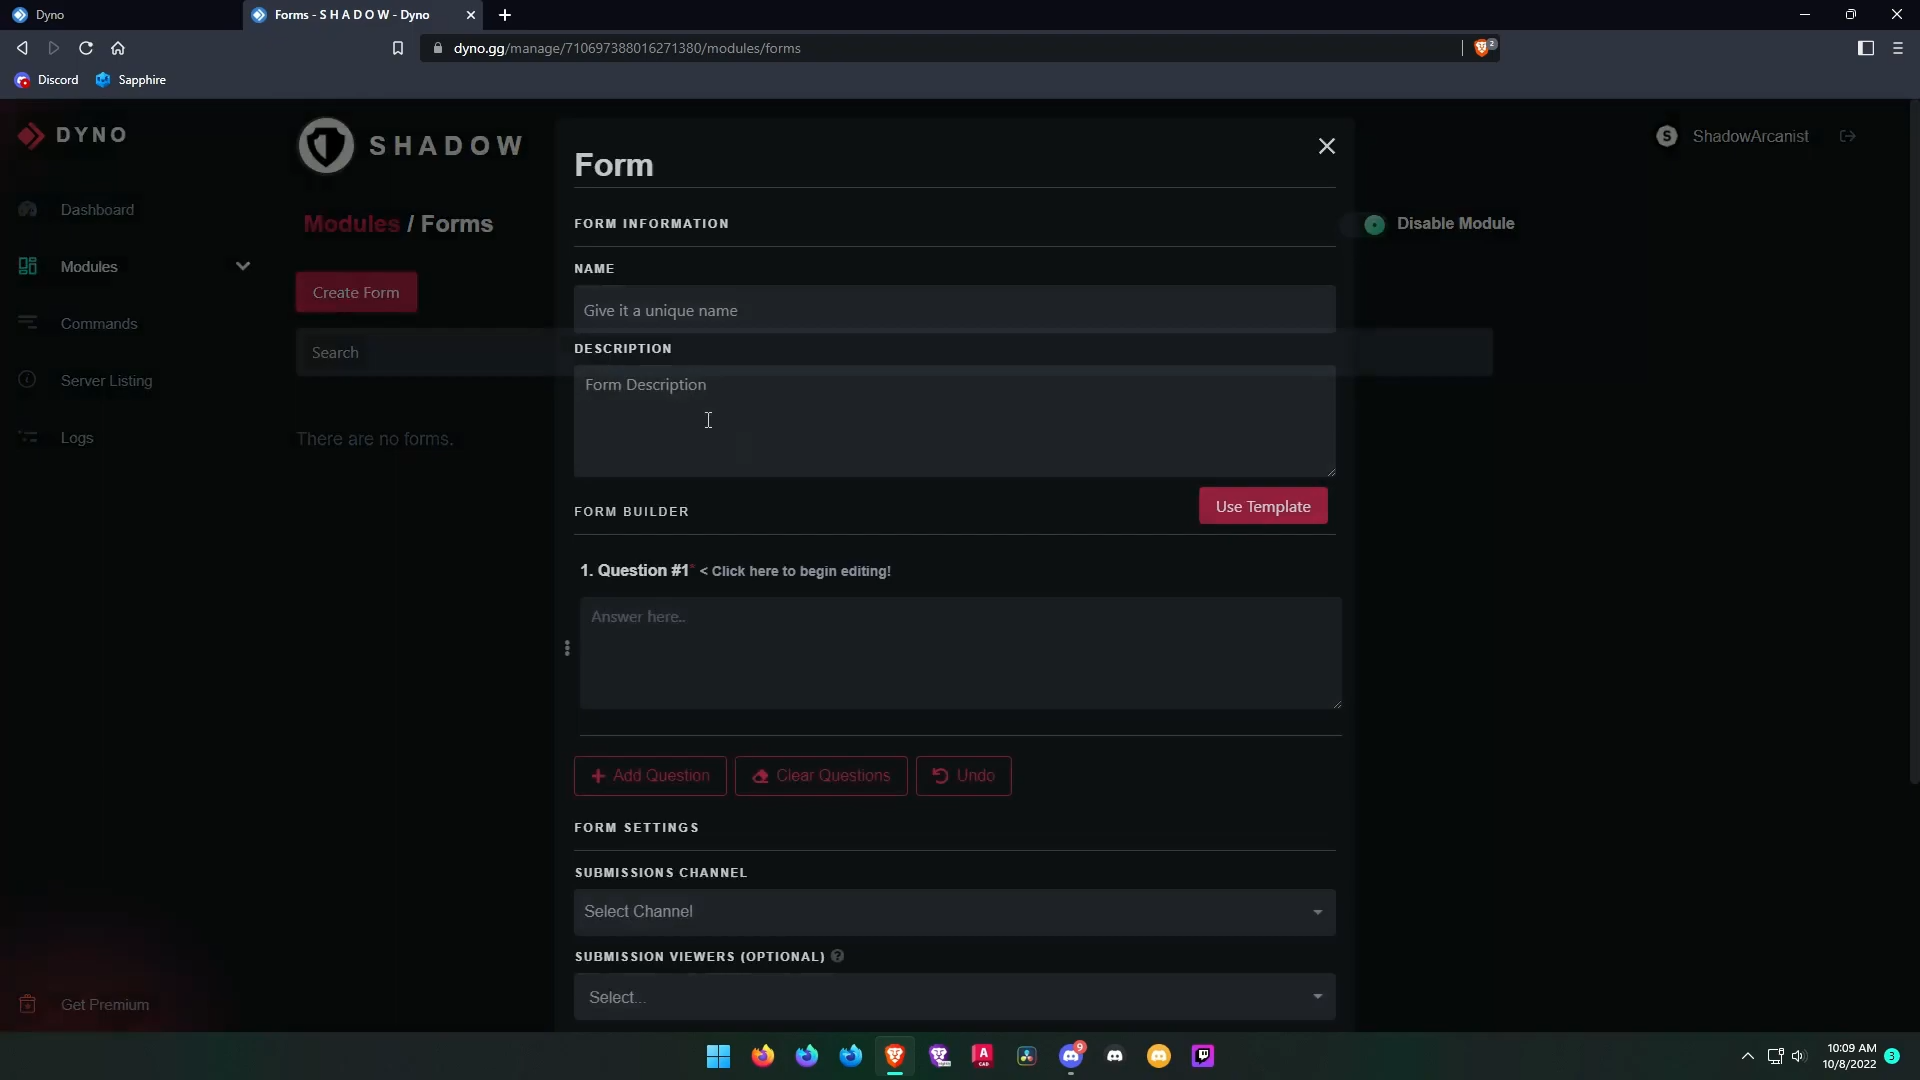 Dyno
Forms - S H A D O W - Dyno
dyno.gg/manage/710697388016271380/modules/forms
2
Discord
Sapphire
DYNO
SHADOW
ShadowArcanist
Dashboard
Modules
Commands
Server Listing
Logs
Get Premium
Modules / Forms
Disable Module
Create Form
Search
There are no forms.
Form
FORM INFORMATION
NAME
Give it a unique name
DESCRIPTION
Form Description
FORM BUILDER
Use Template
1. Question #1* < Click here to begin editing!
Answer here..
+ Add Question
Clear Questions
Undo
FORM SETTINGS
SUBMISSIONS CHANNEL
Select Channel
SUBMISSION VIEWERS (OPTIONAL) ?
Select...
9
10:09 AM
10/8/2022
3